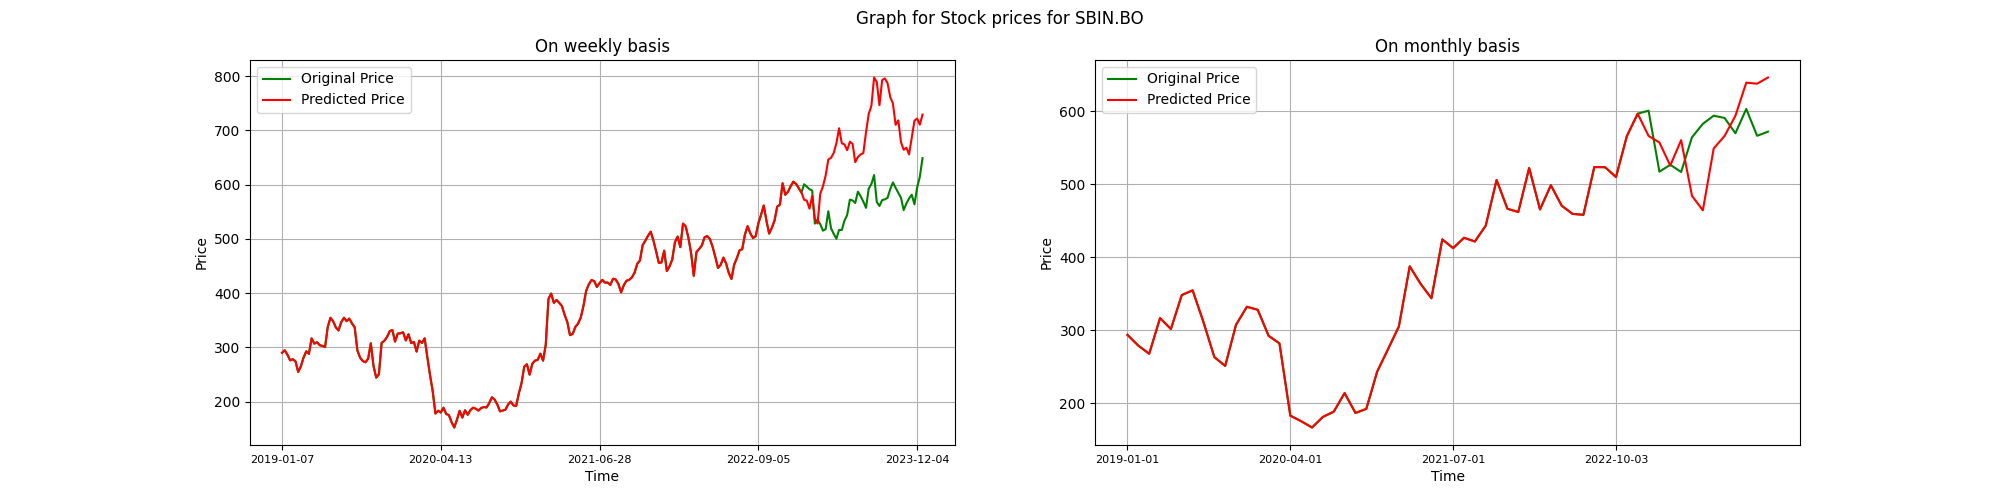 Graph for Stock prices for SBIN.BO
On weekly basis
Original Price
Predicted Price
800
700
600
500
400
300
200
Price
2019-01-07
2020-04-13
2021-06-28
2022-09-05
2023-12-04
Time
On monthly basis
Original Price
Predicted Price
600
500
400
300
200
Price
2019-01-01
2020-04-01
2021-07-01
2022-10-03
Time